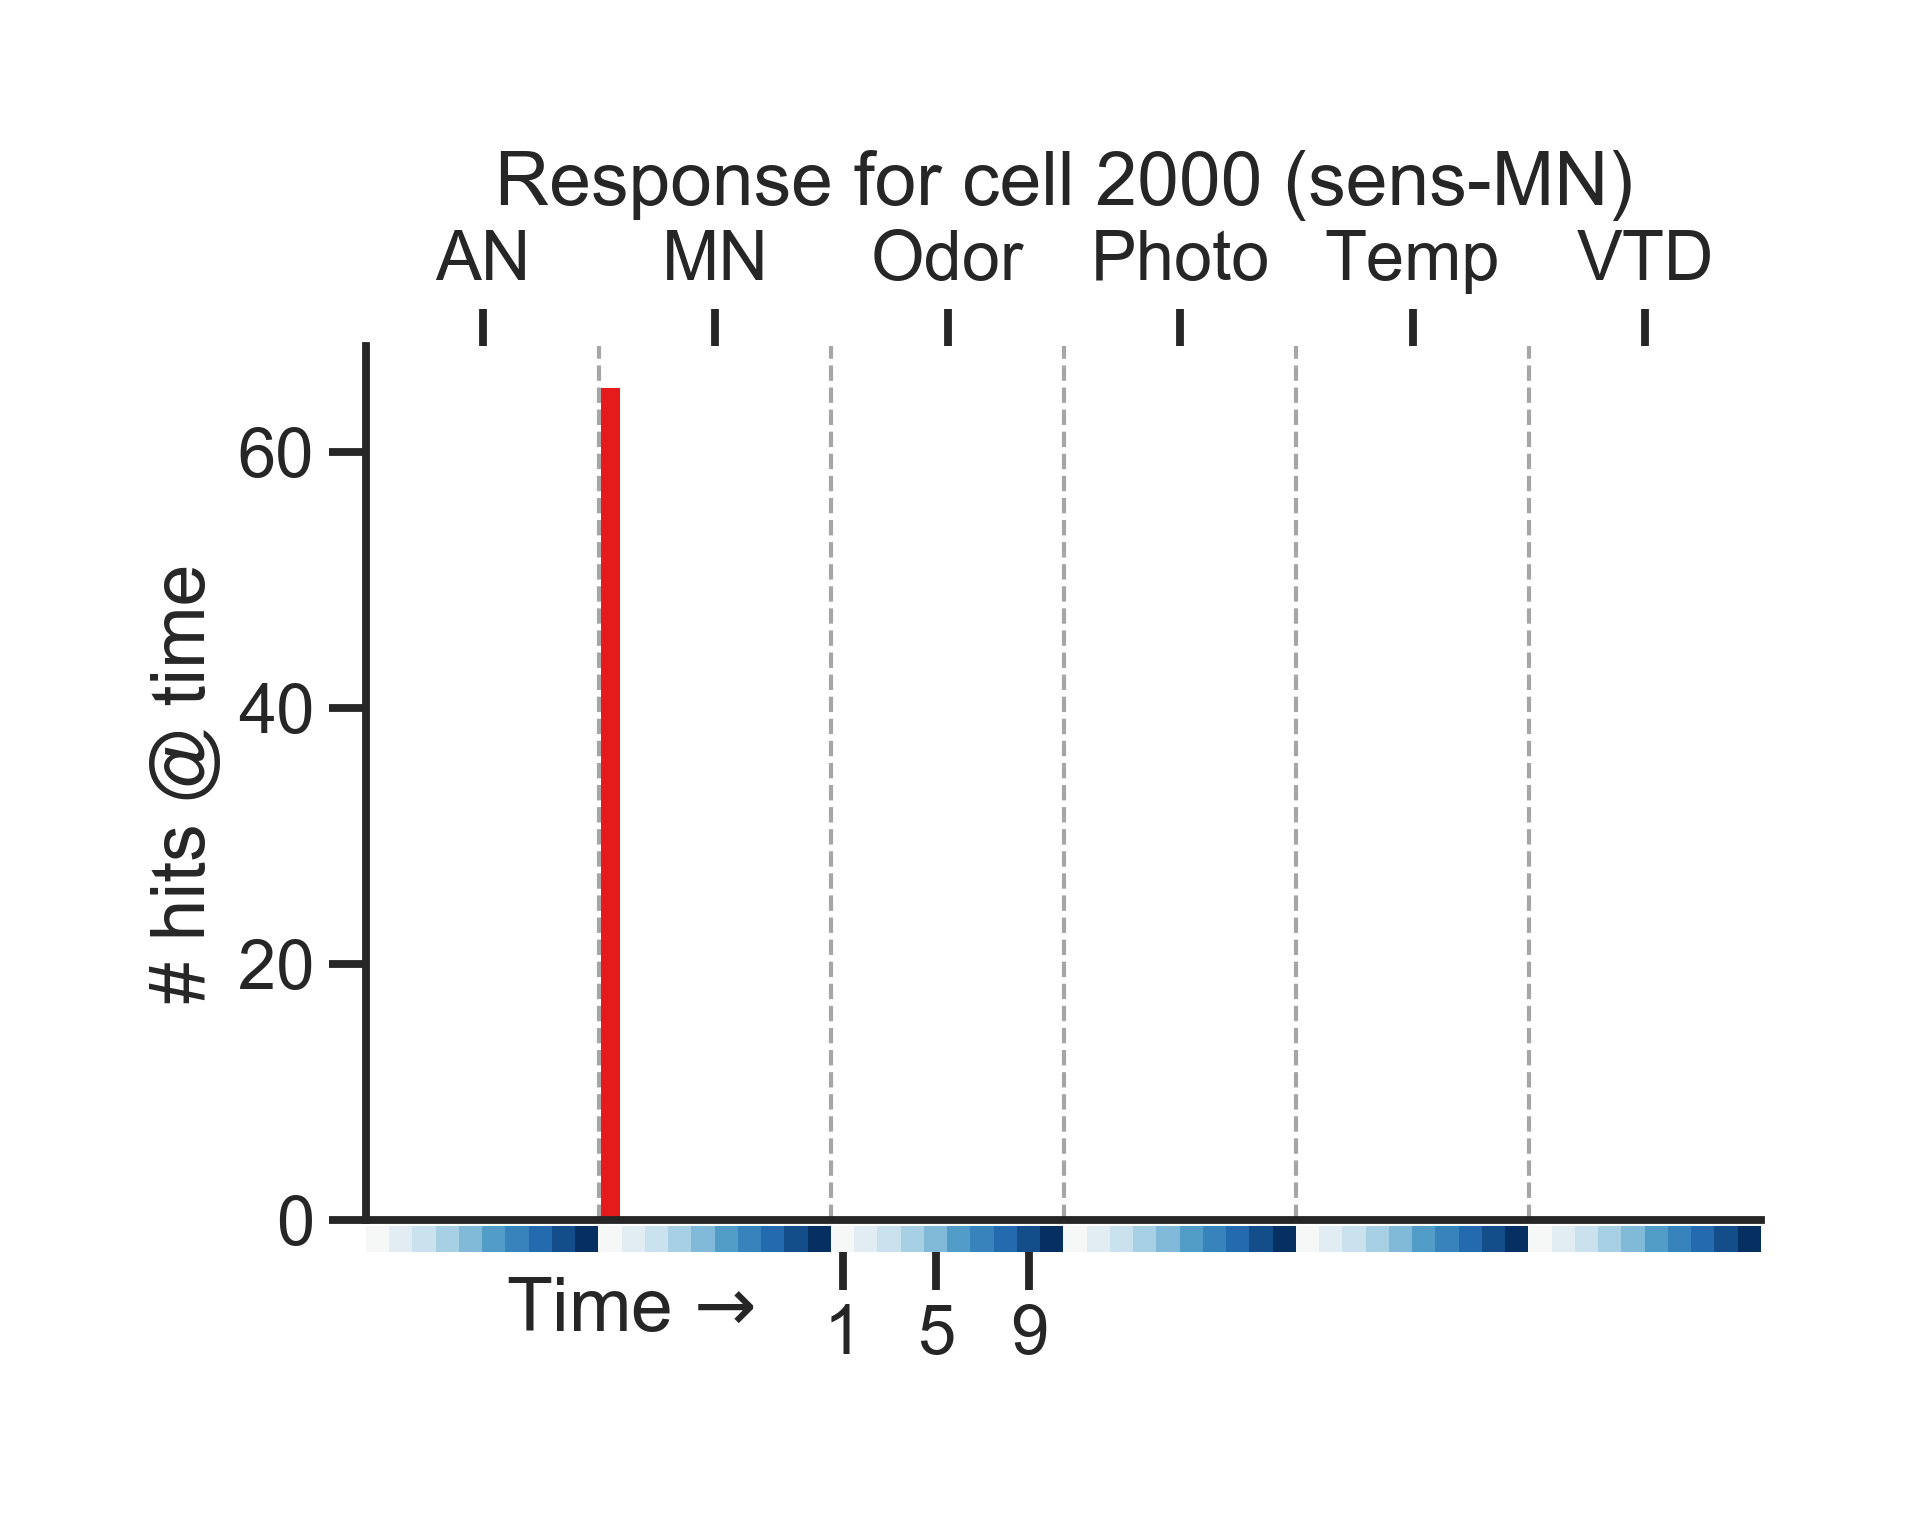 Response for cell 2000 (sens-MN)
AN MN Odor Photo Temp VTD
60
40
20
0
# hits @ time
Time → 1 5 9